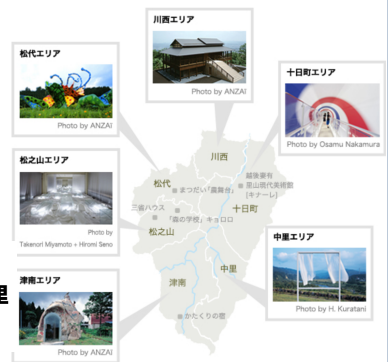 川西エリア
Photo by ANZAI
松代エリア
Photo by ANZAI
十日町エリア
Photo by Osamu Nakamura
松之山エリア
Photo by
Takenori Miyamoto + Hiromi Seno
川西
松代
まつだい「農舞台」
越後妻有
里山現代美術館
[キナーレ]
三省ハウス
「森の学校」キョロロ
十日町
松之山
中里エリア
Photo by H. Kuratani
中里
津南
里
津南エリア
Photo by ANZAI
かたくりの宿